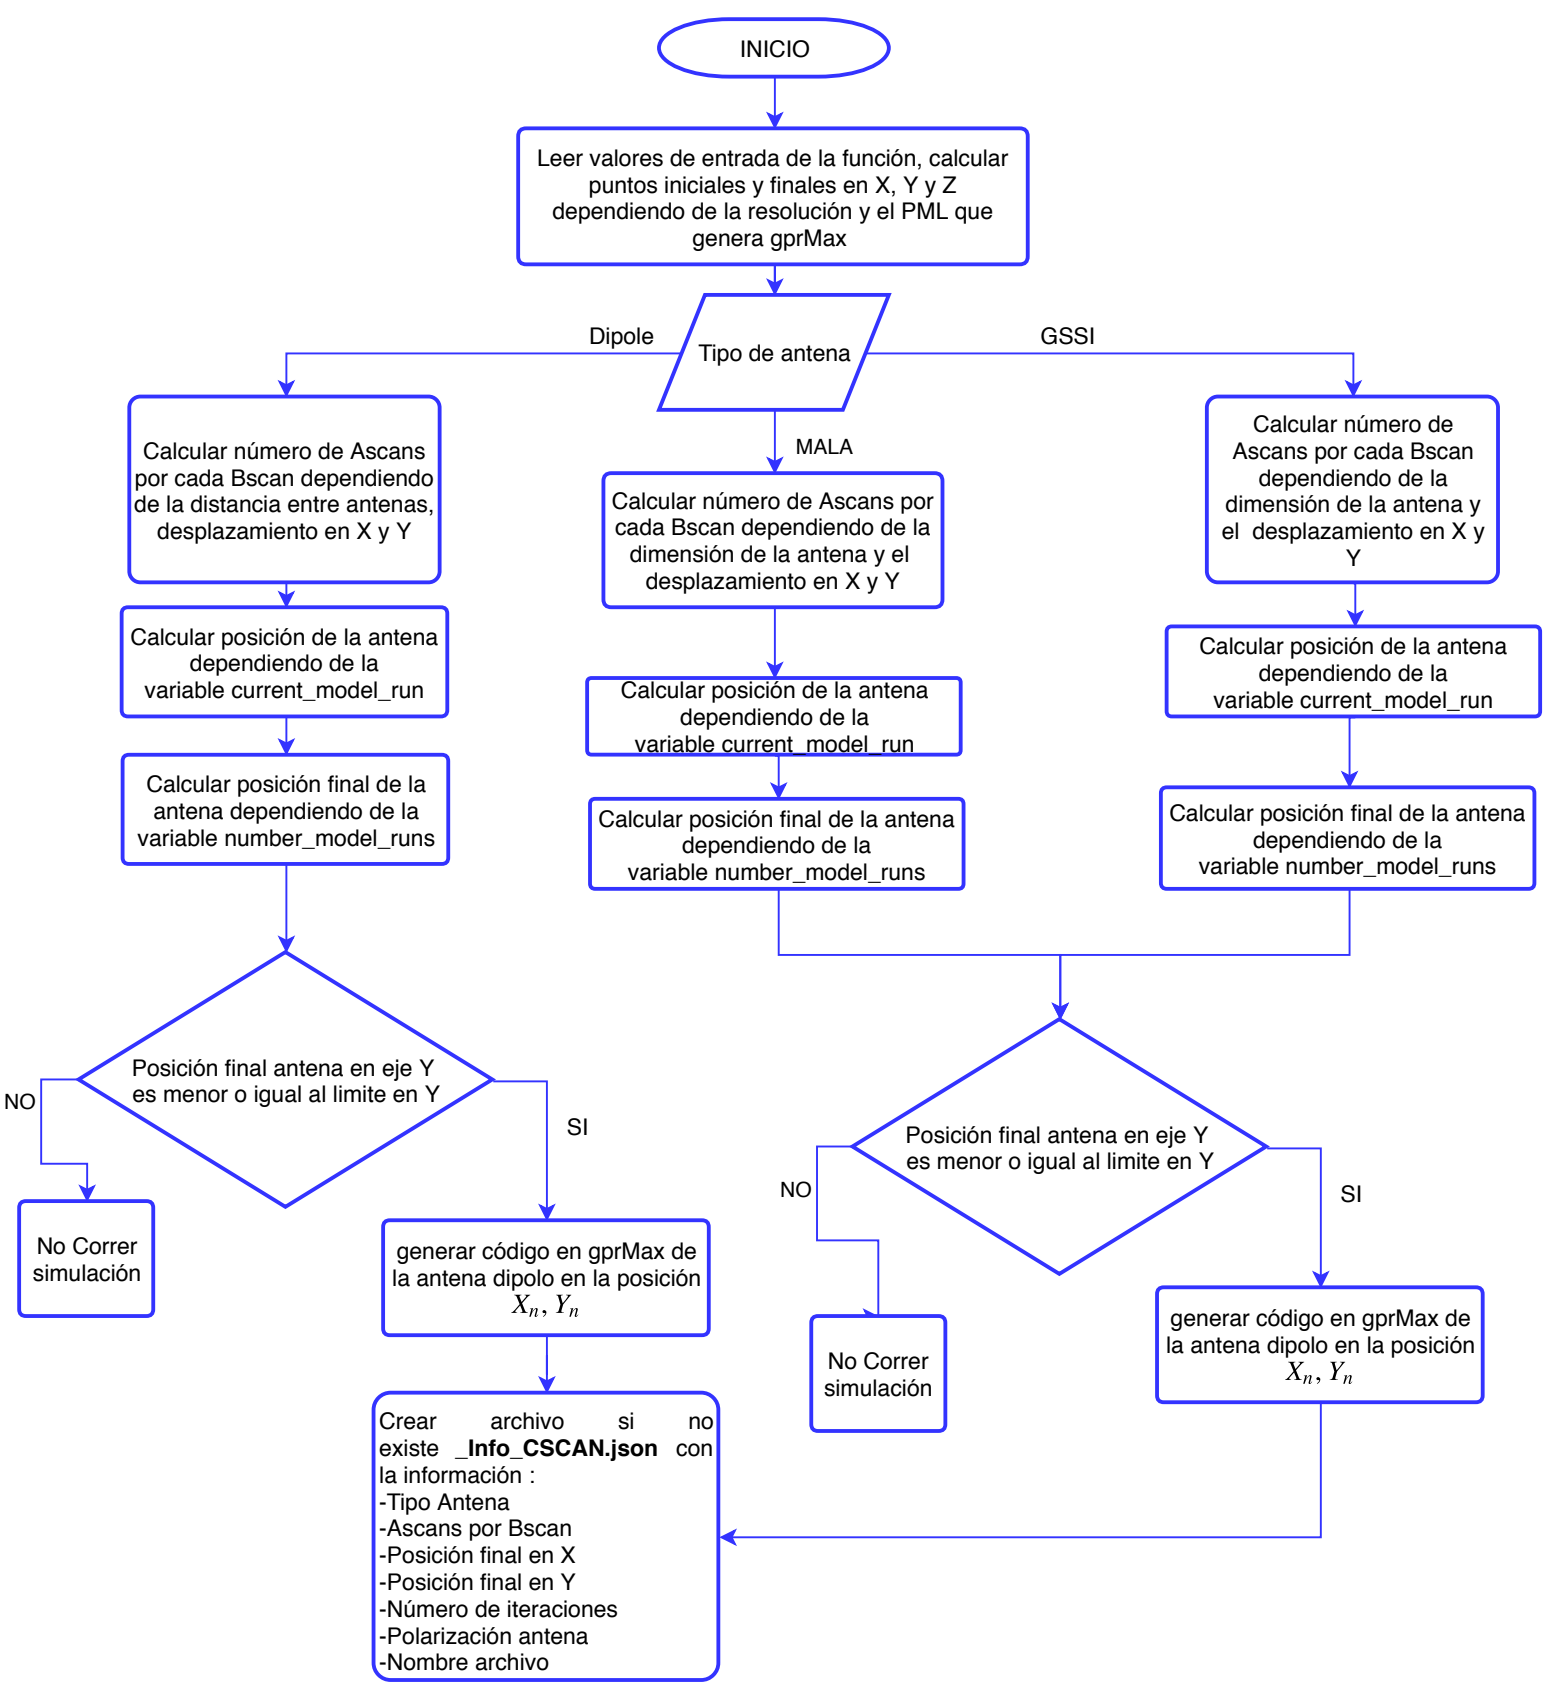 INICIO
Leer valores de entrada de la función, calcular
puntos iniciales y finales en X, Y y Z
dependiendo de la resolución y el PML que
genera gprMax
Dipole
Tipo de antena
GSSI
MALA
Calcular número de Ascans
por cada Bscan dependiendo
de la distancia entre antenas,
desplazamiento en X y Y
Calcular número de Ascans por
cada Bscan dependiendo de la
dimensión de la antena y el
desplazamiento en X y Y
Calcular número de
Ascans por cada Bscan
dependiendo de la
dimensión de la antena y
el desplazamiento en X y
Y
Calcular posición de la antena
dependiendo de la
variable current_model_run
Calcular posición de la antena
dependiendo de la
variable current_model_run
Calcular posición de la antena
dependiendo de la
variable current_model_run
Calcular posición final de la
antena dependiendo de la
variable number_model_runs
Calcular posición final de la antena
dependiendo de la
variable number_model_runs
Calcular posición final de la antena
dependiendo de la
variable number_model_runs
Posición final antena en eje Y
es menor o igual al limite en Y
NO
SI
No Correr
simulación
generar código en gprMax de
la antena dipolo en la posición
Xₙ, Yₙ
Posición final antena en eje Y
es menor o igual al limite en Y
NO
SI
No Correr
simulación
generar código en gprMax de
la antena dipolo en la posición
Xₙ, Yₙ
Crear archivo si no
existe _Info_CSCAN.json con
la información :
-Tipo Antena
-Ascans por Bscan
-Posición final en X
-Posición final en Y
-Número de iteraciones
-Polarización antena
-Nombre archivo